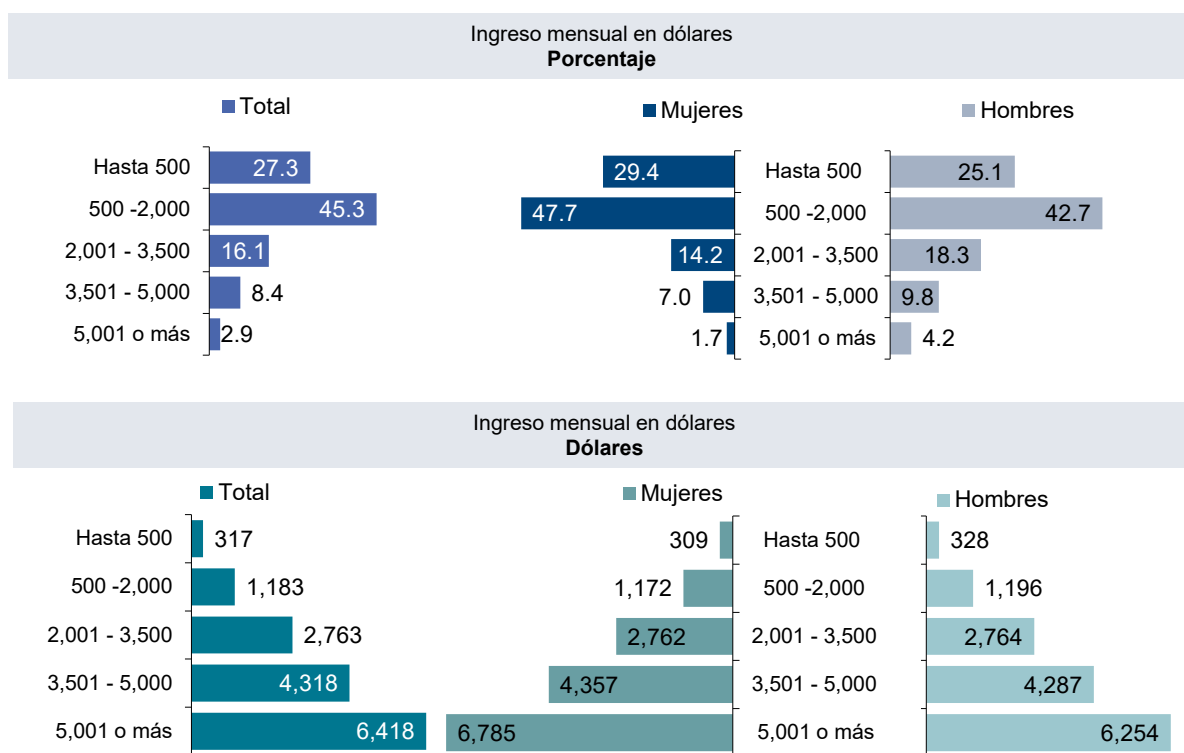 Ingreso mensual en dólares
Porcentaje
Total
Hasta 500 27.3
500 -2,000 45.3
2,001 - 3,500 16.1
3,501 - 5,000 8.4
5,001 o más 2.9
Mujeres Hombres
29.4 Hasta 500 25.1
47.7 500 -2,000 42.7
14.2 2,001 - 3,500 18.3
7.0 3,501 - 5,000 9.8
1.7 5,001 o más 4.2
Ingreso mensual en dólares
Dólares
Total
Hasta 500 317
500 -2,000 1,183
2,001 - 3,500 2,763
3,501 - 5,000 4,318
5,001 o más 6,418
Mujeres Hombres
309 Hasta 500 328
1,172 500 -2,000 1,196
2,762 2,001 - 3,500 2,764
4,357 3,501 - 5,000 4,287
6,785 5,001 o más 6,254